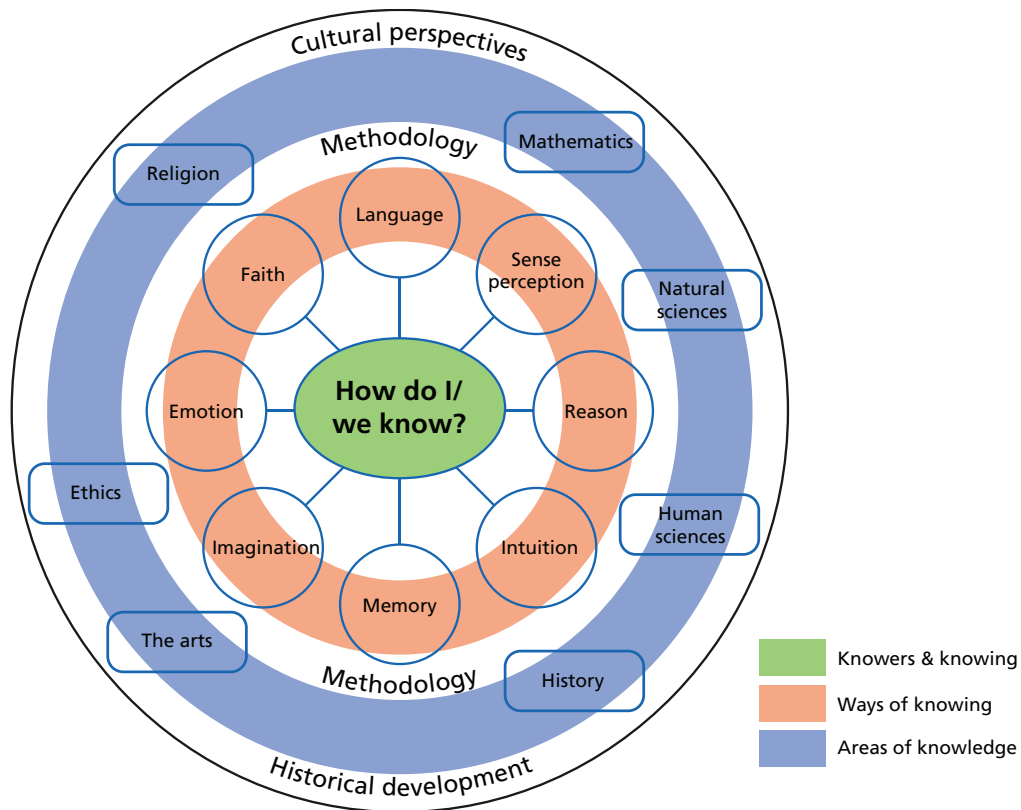 Cultural perspectives
Methodology
Mathematics
Religion
Language
Faith
Sense
perception
Natural
sciences
How do I/
we know?
Emotion
Reason
Ethics
Human
sciences
Imagination
Intuition
Memory
The arts
History
Methodology
Historical development
Knowers & knowing
Ways of knowing
Areas of knowledge